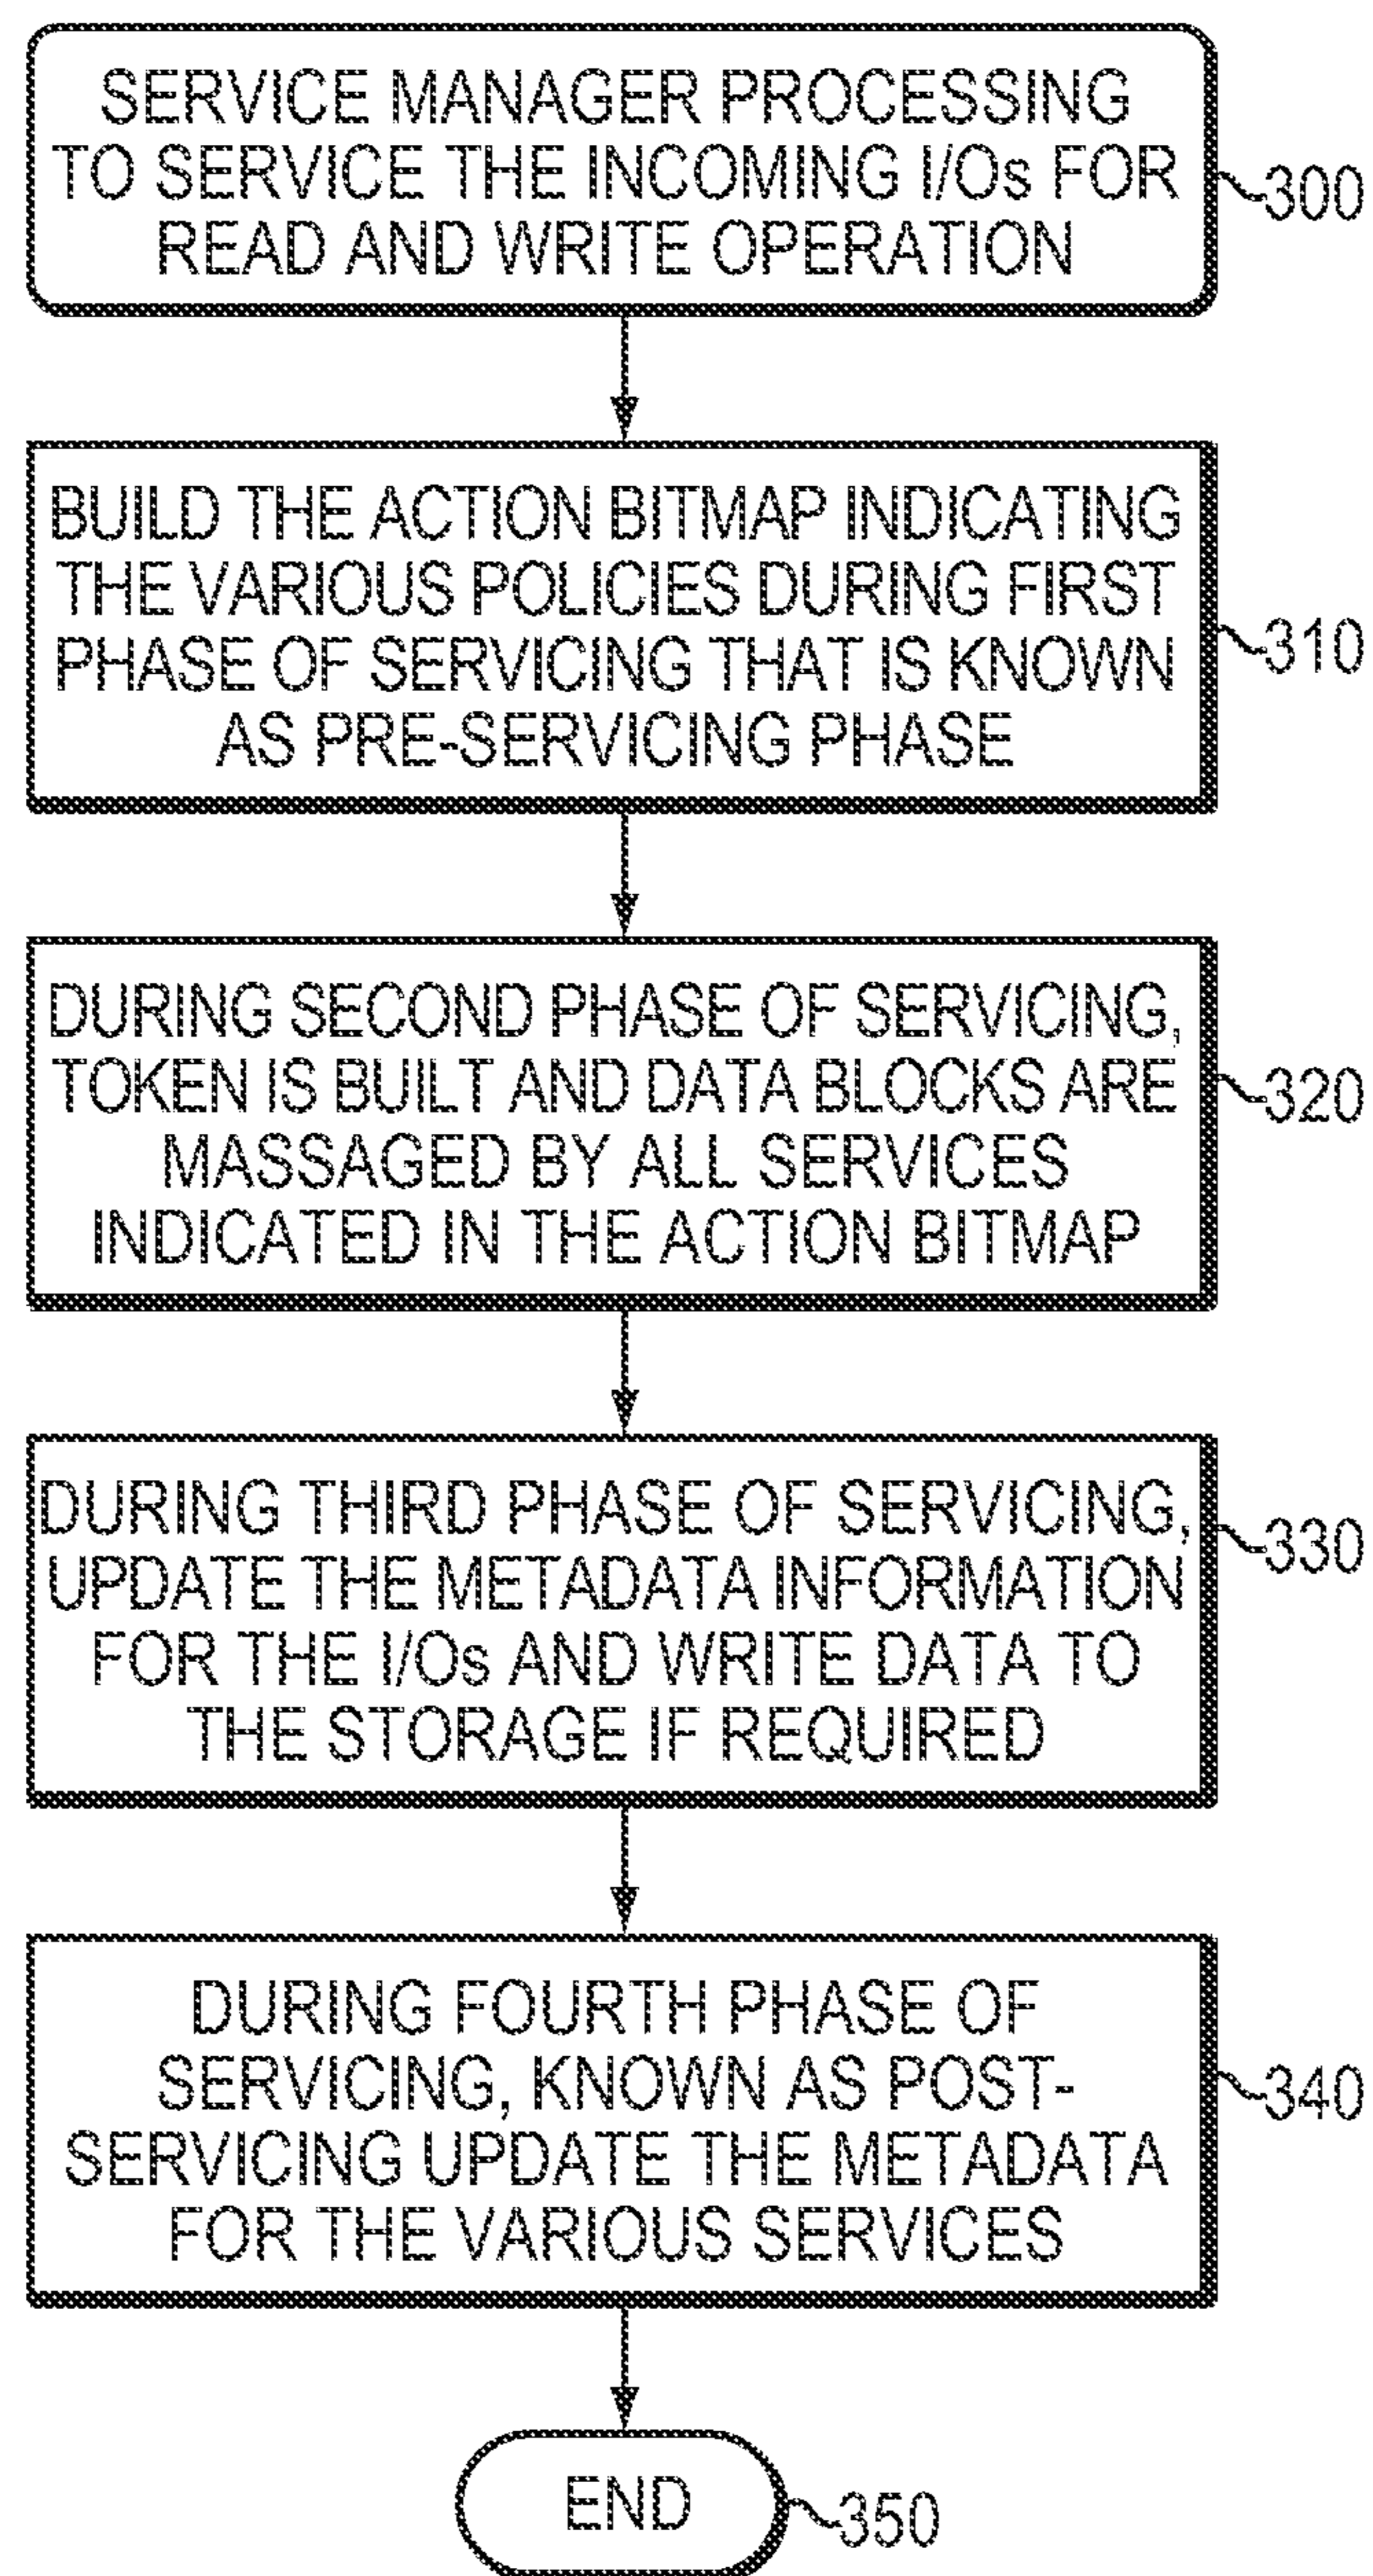 SERVICE MANAGER PROCESSING
TO SERVICE THE INCOMING I/Os FOR
READ AND WRITE OPERATION
300
BUILD THE ACTION BITMAP INDICATING
THE VARIOUS POLICIES DURING FIRST
PHASE OF SERVICING THAT IS KNOWN
AS PRE-SERVICING PHASE
310
DURING SECOND PHASE OF SERVICING,
TOKEN IS BUILT AND DATA BLOCKS ARE
MASSAGED BY ALL SERVICES
INDICATED IN THE ACTION BITMAP
320
DURING THIRD PHASE OF SERVICING,
UPDATE THE METADATA INFORMATION
FOR THE I/Os AND WRITE DATA TO
THE STORAGE IF REQUIRED
330
DURING FOURTH PHASE OF
SERVICING, KNOWN AS POST-
SERVICING UPDATE THE METADATA
FOR THE VARIOUS SERVICES
340
END
350